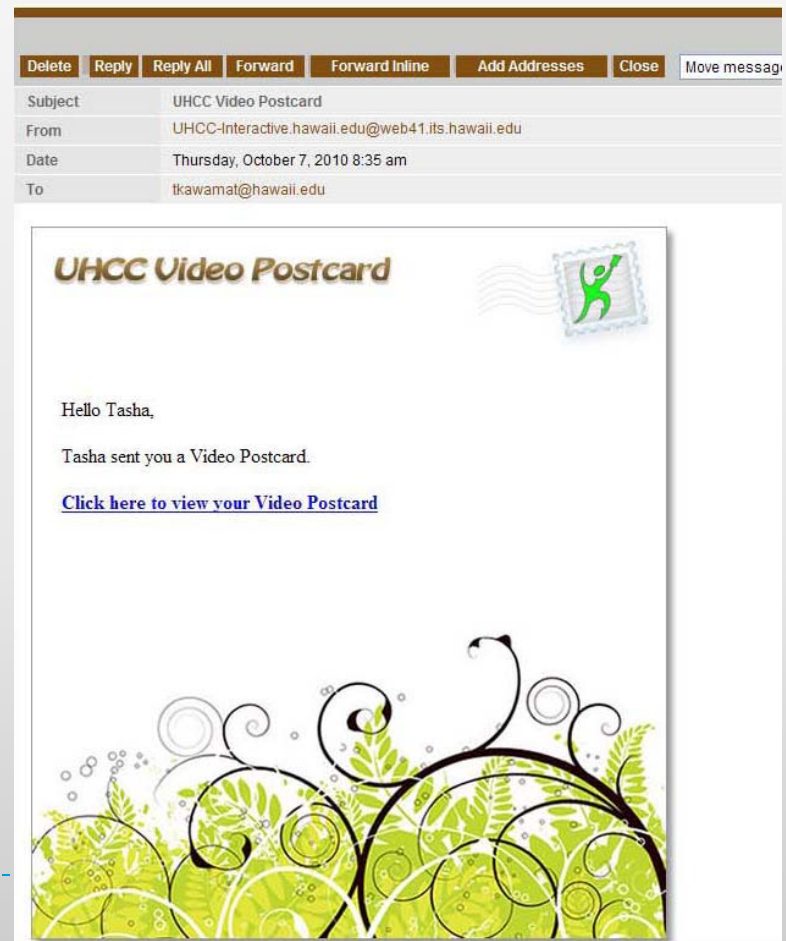 Delete Reply Reply All Forward Forward Inline Add Addresses Close Move message
Subject UHCC Video Postcard
From UHCC-Interactive.hawaii.edu@web41.its.hawaii.edu
Date Thursday, October 7, 2010 8:35 am
To tkawamat@hawaii.edu
UHCC Video Postcard
Hello Tasha,
Tasha sent you a Video Postcard.
Click here to view your Video Postcard